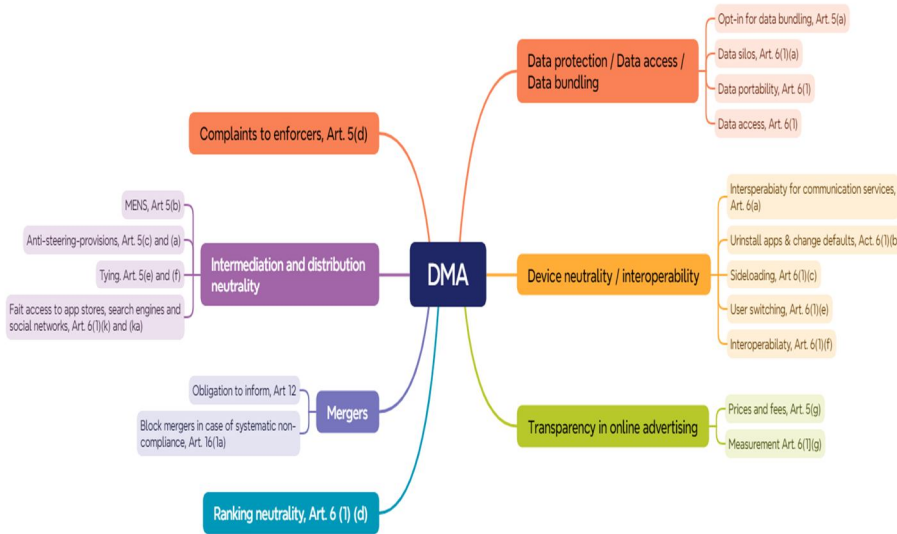 DMA
Data protection / Data access /
Data bundling
Opt-in for data bundling, Art. 5(a)
Data silos, Art. 6(1)(a)
Data portability, Art. 6(1)
Data access, Art. 6(1)
Device neutrality / interoperability
Intersperabiaty for communication services,
Art. 6(a)
Urinstall apps & change defaults, Act. 6(1)(b
Sideloading, Art 6(1)(c)
User switching, Art. 6(1)(e)
Interoperabilaty, Art. 6(1)(f)
Transparency in online advertising
Prices and fees, Art. 5(g)
Measurement Art. 6(1](g)
Complaints to enforcers, Art. 5(d)
Intermediation and distribution
neutrality
MENS, Art 5(b)
Anti-steering-provisions, Art. 5(c) and (a)
Tying. Art. 5(e) and (f)
Fait access to app stores, search engines and
social networks, Art. 6(1)(k) and (ka)
Mergers
Obligation to inform, Art 12
Block mergers in case of systematic non-
compliance, Art. 16(1a)
Ranking neutrality, Art. 6 (1) (d)